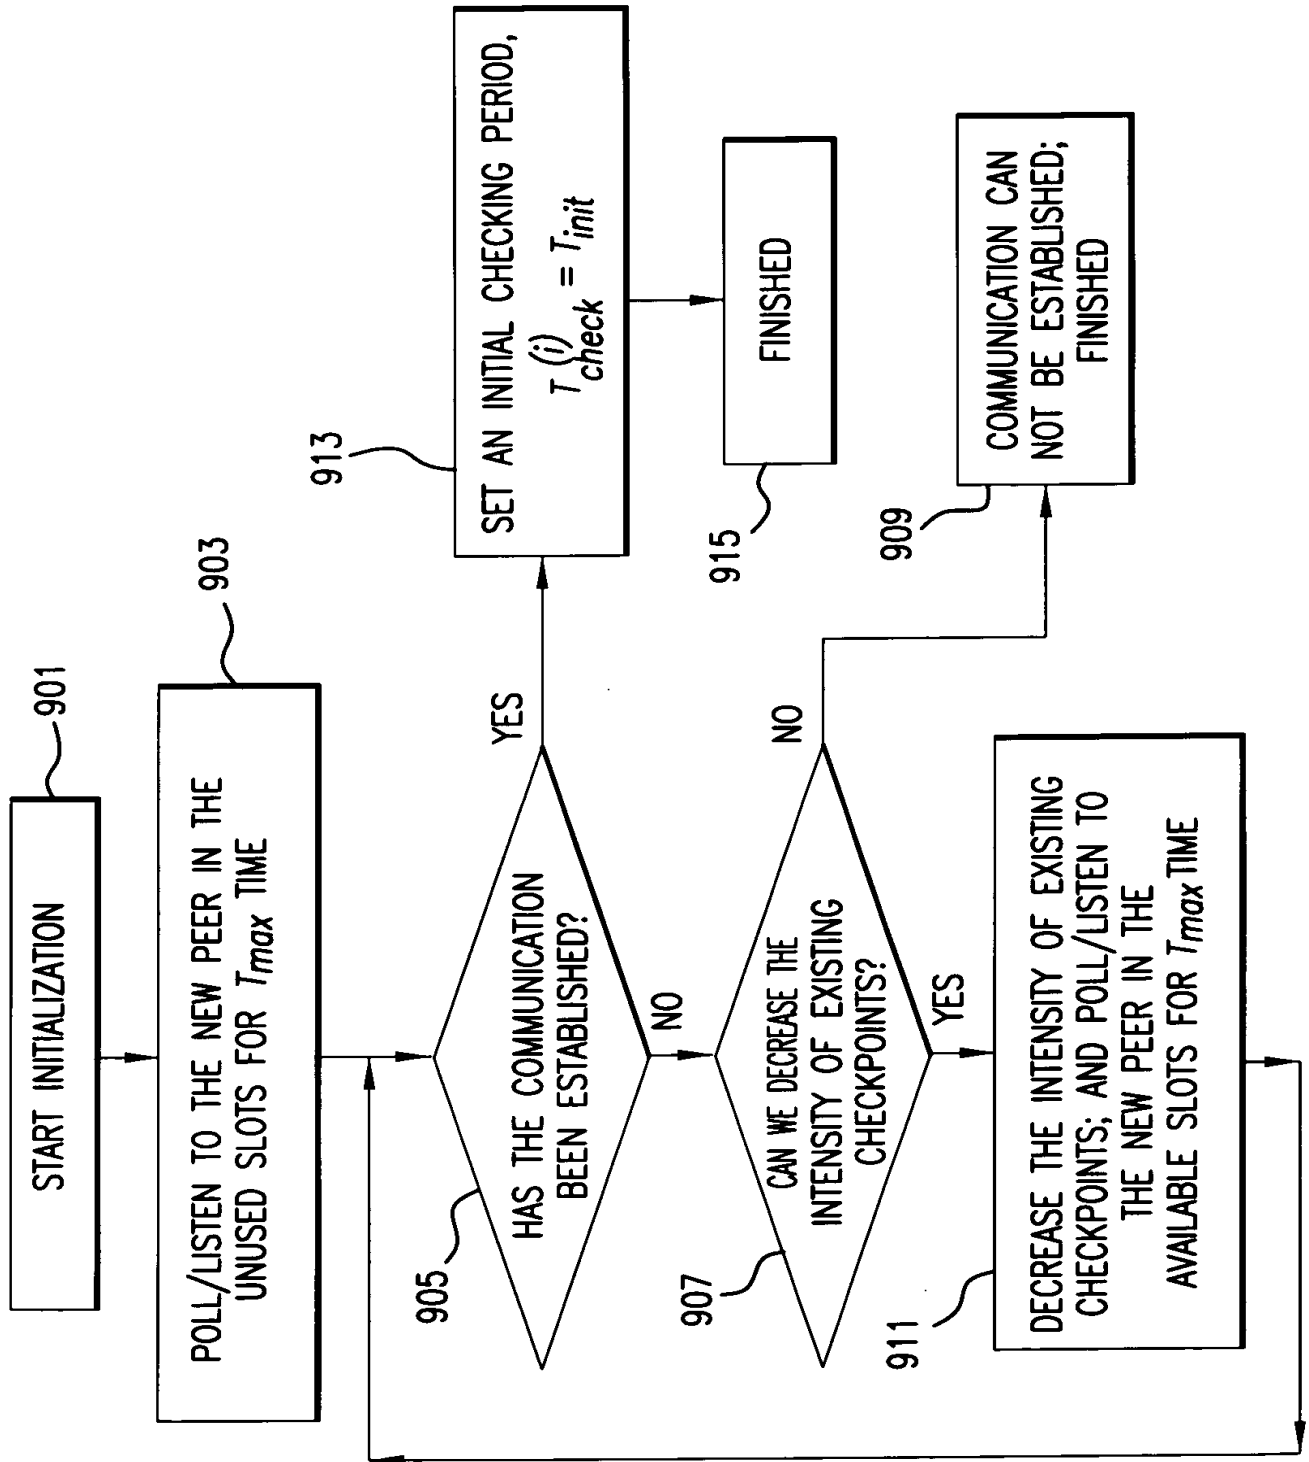 901
START INITIALIZATION
903
POLL/LISTEN TO THE NEW PEER IN THE
UNUSED SLOTS FOR Tmax TIME
905
HAS THE COMMUNICATION
BEEN ESTABLISHED?
YES
NO
913
SET AN INITIAL CHECKING PERIOD,
T(i)check = Tinit
915
FINISHED
907
CAN WE DECREASE THE
INTENSITY OF EXISTING
CHECKPOINTS?
NO
YES
909
COMMUNICATION CAN
NOT BE ESTABLISHED;
FINISHED
911
DECREASE THE INTENSITY OF EXISTING
CHECKPOINTS; AND POLL/LISTEN TO
THE NEW PEER IN THE
AVAILABLE SLOTS FOR Tmax TIME